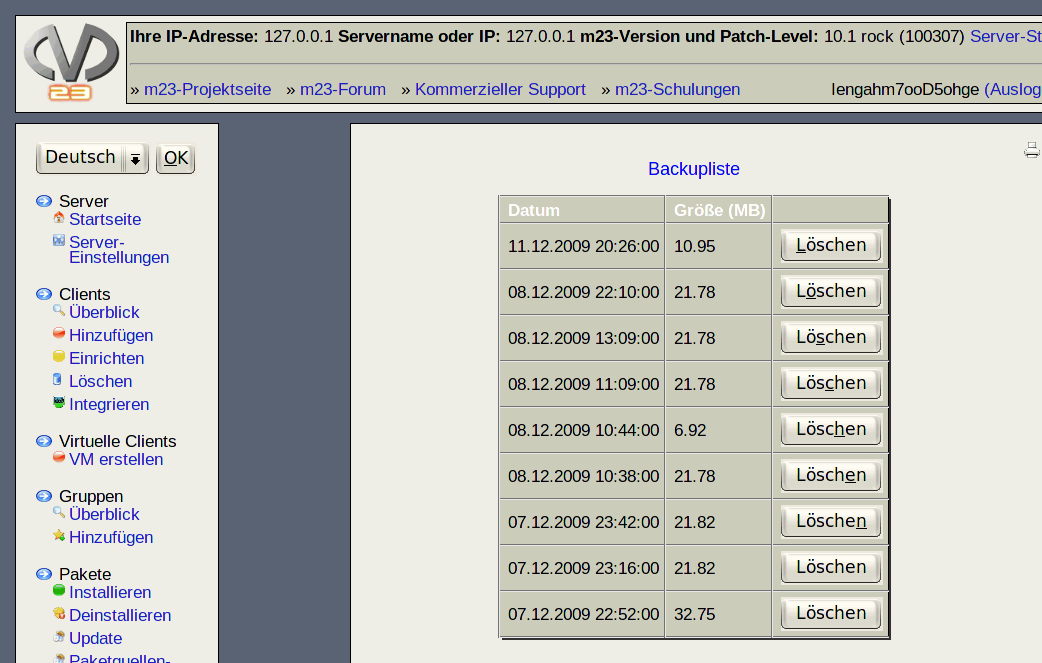 Ihre IP-Adresse: 127.0.0.1 Servername oder IP: 127.0.0.1 m23-Version und Patch-Level: 10.1 rock (100307) Server-St
23
» m23-Projektseite » m23-Forum » Kommerzieller Support » m23-Schulungen Iengahm7ooD5ohge (Auslog
Deutsch OK
Server
Startseite
Server-
Einstellungen
Clients
Überblick
Hinzufügen
Einrichten
Löschen
Integrieren
Virtuelle Clients
VM erstellen
Gruppen
Überblick
Hinzufügen
Pakete
Installieren
Deinstallieren
Update
Paketquellen-
Backupliste
Datum Größe (MB)
11.12.2009 20:26:00 10.95 Löschen
08.12.2009 22:10:00 21.78 Löschen
08.12.2009 13:09:00 21.78 Löschen
08.12.2009 11:09:00 21.78 Löschen
08.12.2009 10:44:00 6.92 Löschen
08.12.2009 10:38:00 21.78 Löschen
07.12.2009 23:42:00 21.82 Löschen
07.12.2009 23:16:00 21.82 Löschen
07.12.2009 22:52:00 32.75 Löschen